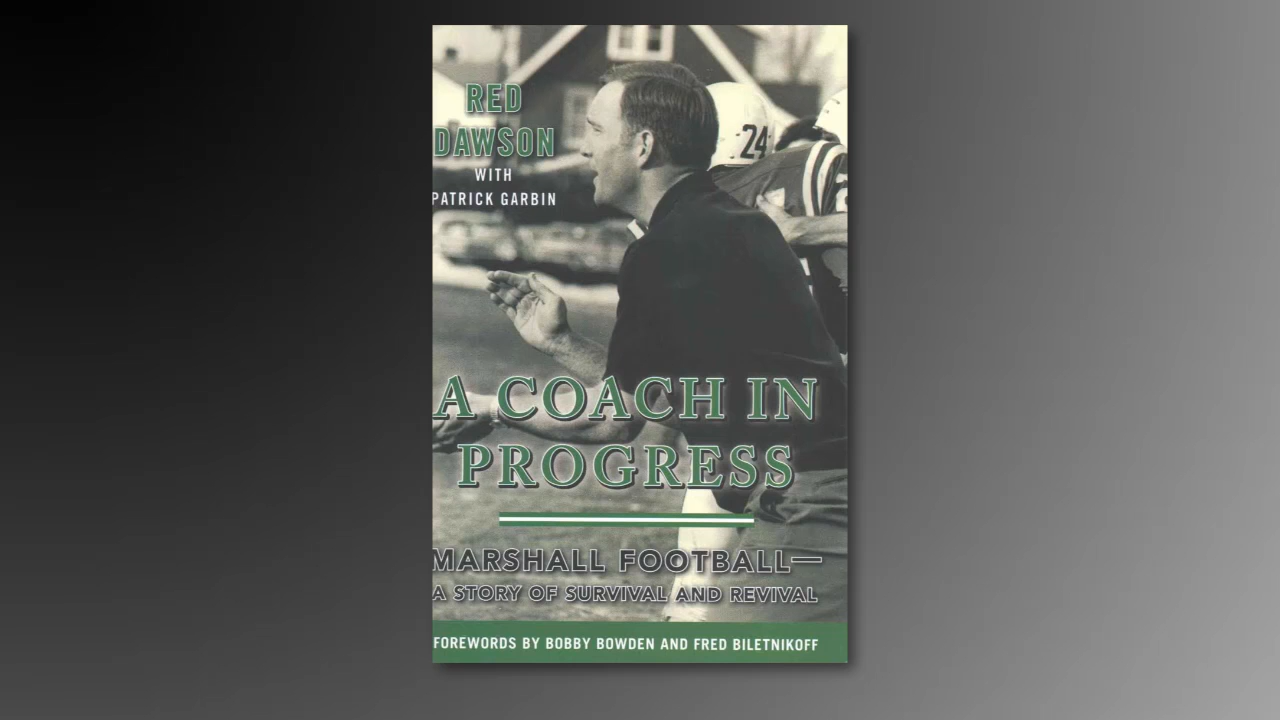 RED
DAWSON
WITH
PATRICK GARBIN
24
A COACH IN
PROGRESS
MARSHALL FOOTBALL—
A STORY OF SURVIVAL AND REVIVAL
FOREWORDS BY BOBBY BOWDEN AND FRED BILETNIKOFF